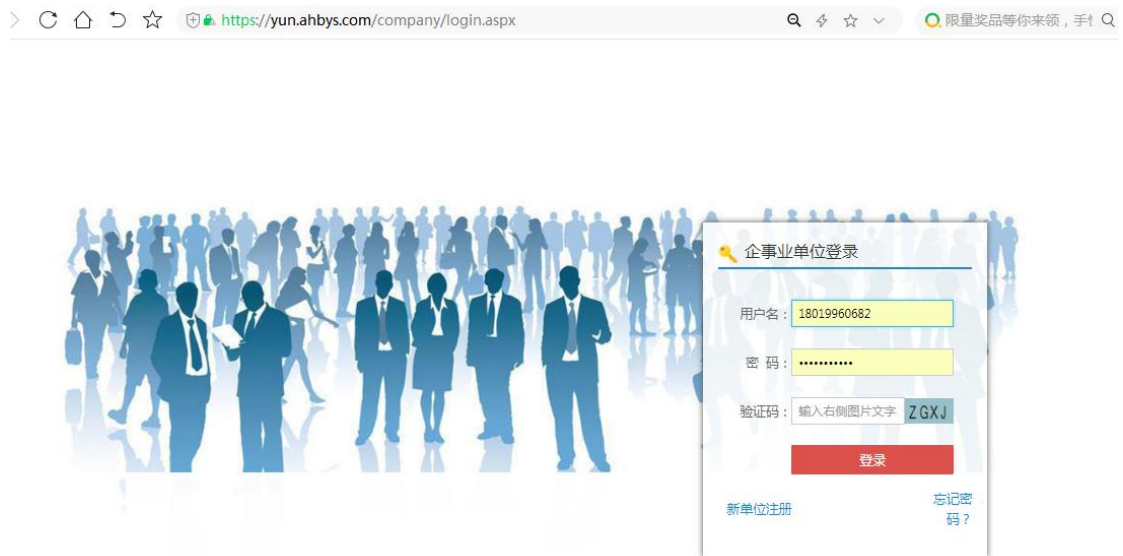 https://yun.ahbys.com/company/login.aspx
限量奖品等你来领，手
企事业单位登录
用户名：18019960682
密 码：•••••••••••
验证码：输入右侧图片文字 ZGXJ
登录
新单位注册
忘记密
码？